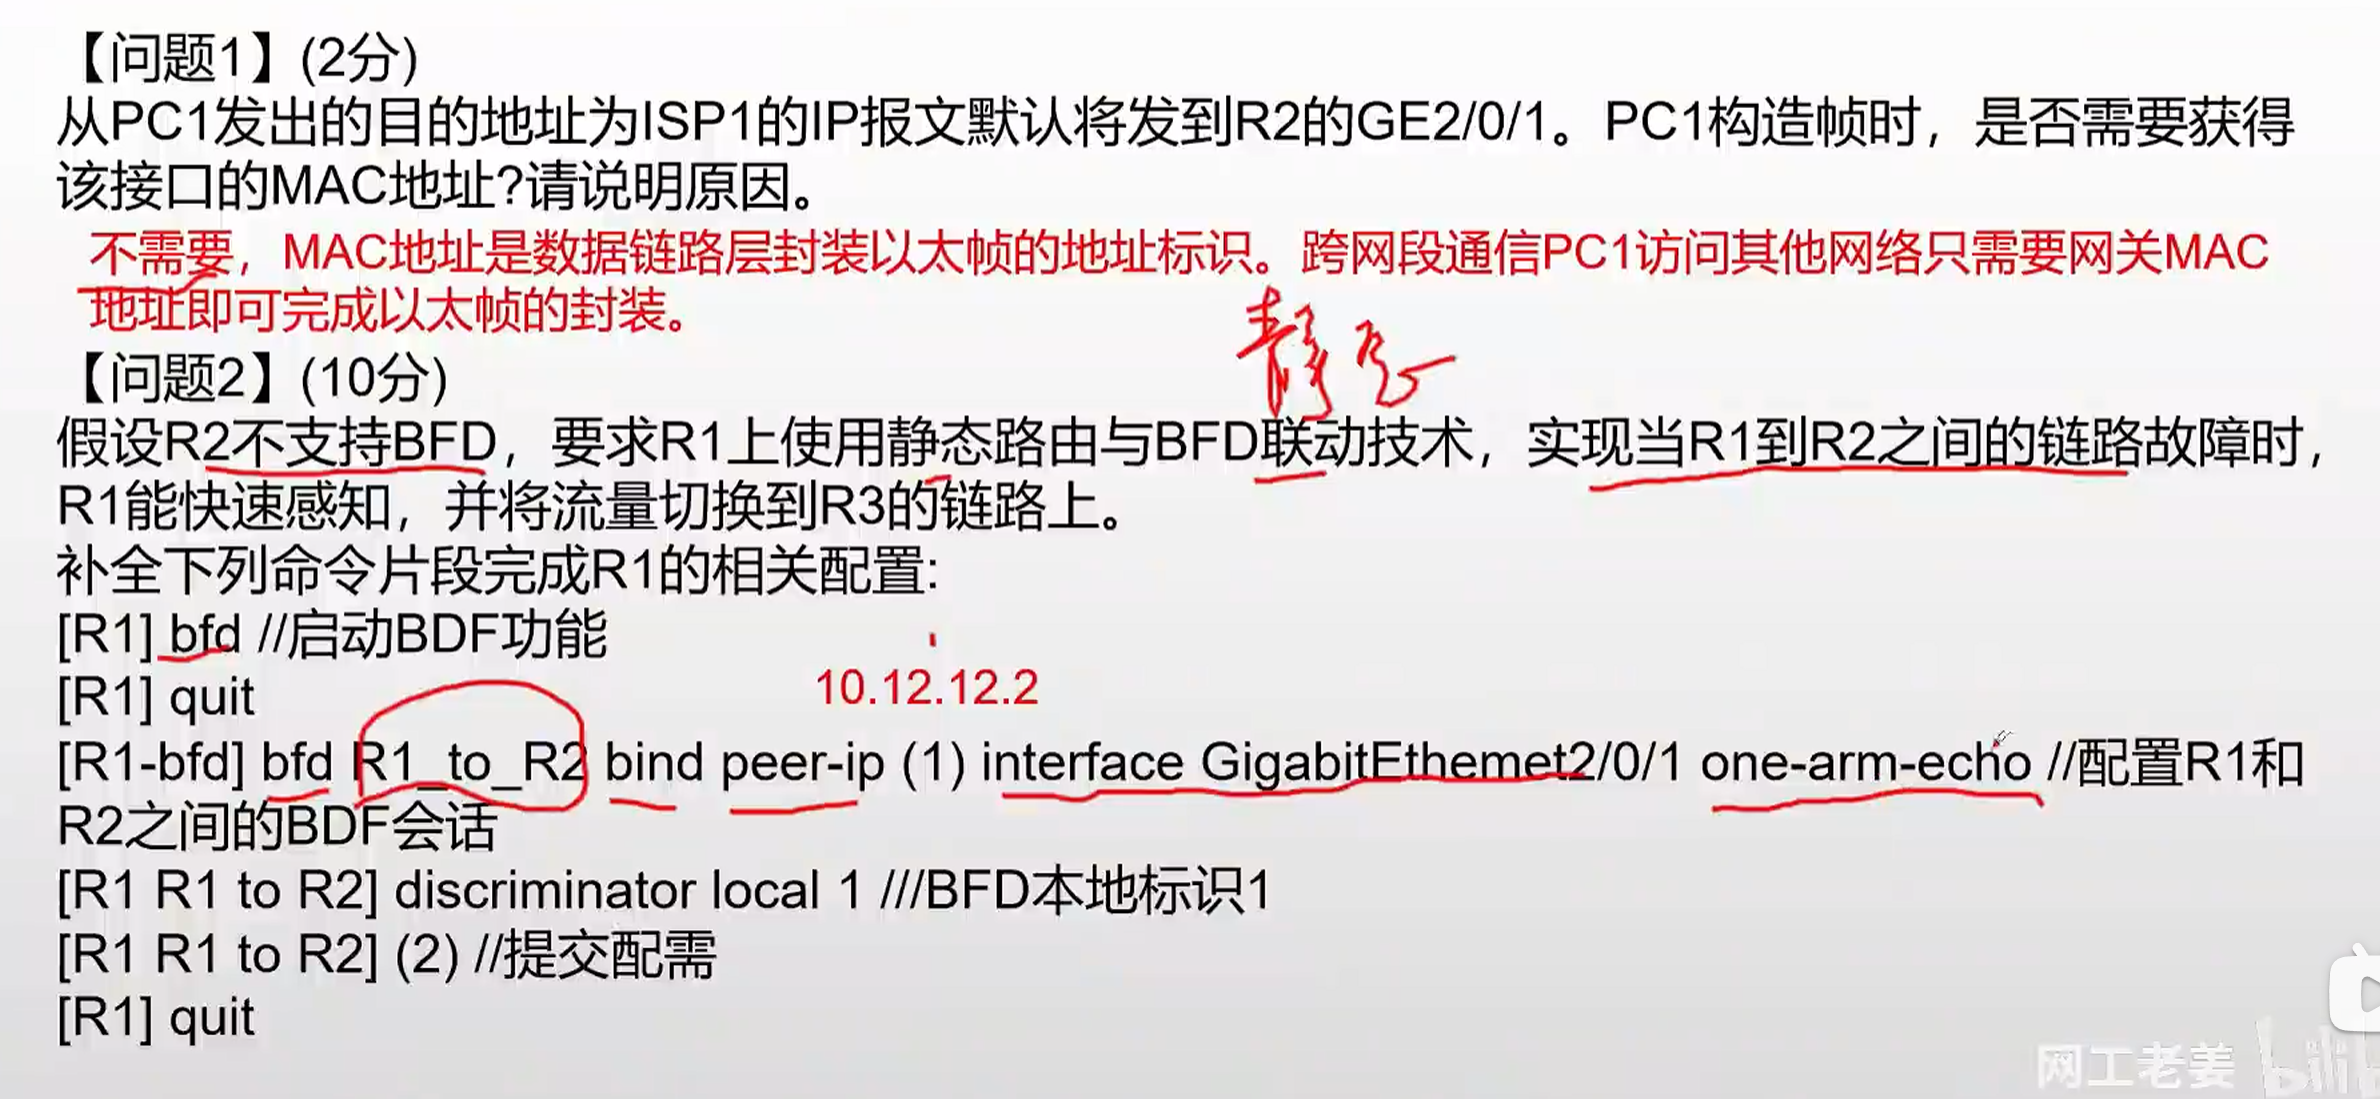 【问题1】(2分)
从PC1发出的目的地址为ISP1的IP报文默认将发到R2的GE2/0/1。PC1构造帧时，是否需要获得
该接口的MAC地址?请说明原因。
不需要，MAC地址是数据链路层封装以太帧的地址标识。跨网段通信PC1访问其他网络只需要网关MAC
地址即可完成以太帧的封装。
静态
【问题2】(10分)
假设R2不支持BFD，要求R1上使用静态路由与BFD联动技术，实现当R1到R2之间的链路故障时，
R1能快速感知，并将流量切换到R3的链路上。
补全下列命令片段完成R1的相关配置:
[R1] bfd //启动BDF功能
[R1] quit
10.12.12.2
[R1-bfd] bfd R1_to_R2 bind peer-ip (1) interface GigabitEthemet2/0/1 one-arm-echo //配置R1和
R2之间的BDF会话
[R1 R1 to R2] discriminator local 1 ///BFD本地标识1
[R1 R1 to R2] (2) //提交配需
[R1] quit
网工老姜